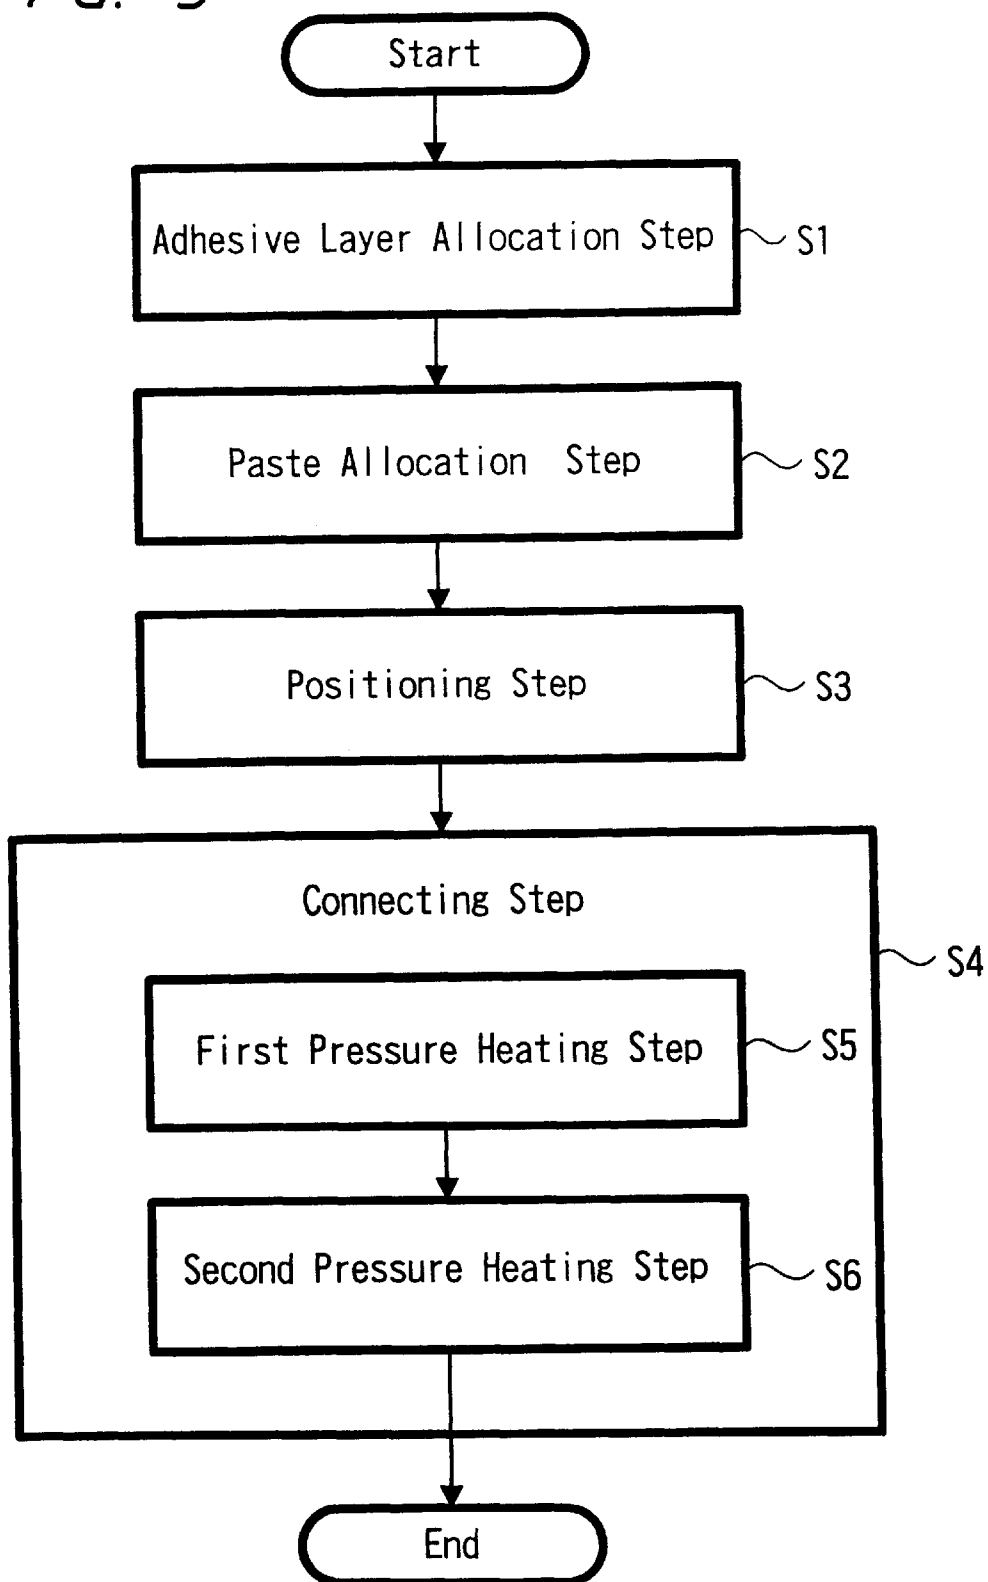 Start
Adhesive Layer Allocation Step
S1
Paste Allocation Step
S2
Positioning Step
S3
Connecting Step
S4
First Pressure Heating Step
S5
Second Pressure Heating Step
S6
End